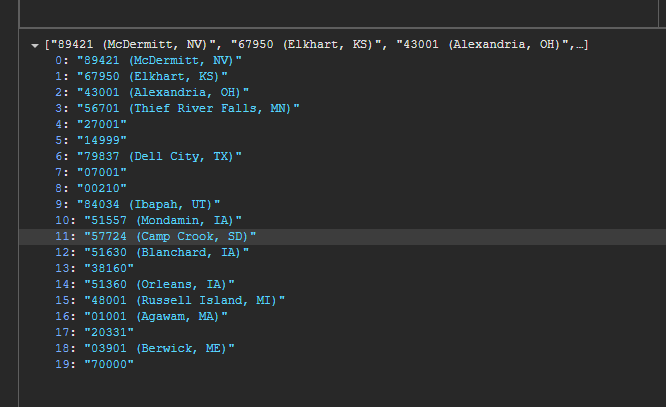 ["89421 (McDermitt, NV)", "67950 (Elkhart, KS)", "43001 (Alexandria, OH)",…]
0: "89421 (McDermitt, NV)"
1: "67950 (Elkhart, KS)"
2: "43001 (Alexandria, OH)"
3: "56701 (Thief River Falls, MN)"
4: "27001"
5: "14999"
6: "79837 (Dell City, TX)"
7: "07001"
8: "00210"
9: "84034 (Ibapah, UT)"
10: "51557 (Mondamin, IA)"
11: "57724 (Camp Crook, SD)"
12: "51630 (Blanchard, IA)"
13: "38160"
14: "51360 (Orleans, IA)"
15: "48001 (Russell Island, MI)"
16: "01001 (Agawam, MA)"
17: "20331"
18: "03901 (Berwick, ME)"
19: "70000"